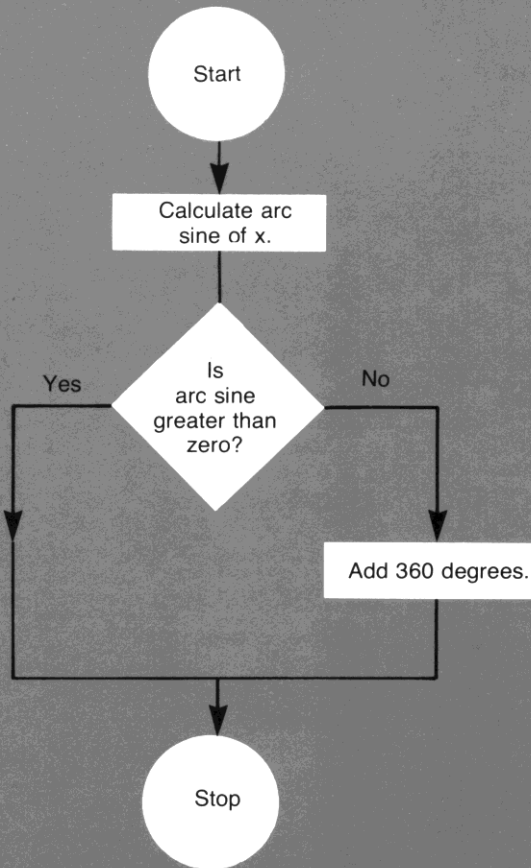 Start
Calculate arc
sine of x.
Is
arc sine
greater than
zero?
Yes
No
Add 360 degrees.
Stop